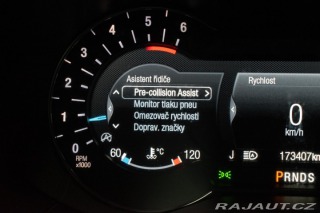 6
5
4
3
2
1
0
RPM
x1000
Asistent řidiče
Pre-collision Assist
Monitor tlaku pneu
Omezovač rychlosti
Doprav. značky
60 °C 120
Rychlost
0
km/h
J
173407km
PRNDS
RAJAUT.CZ